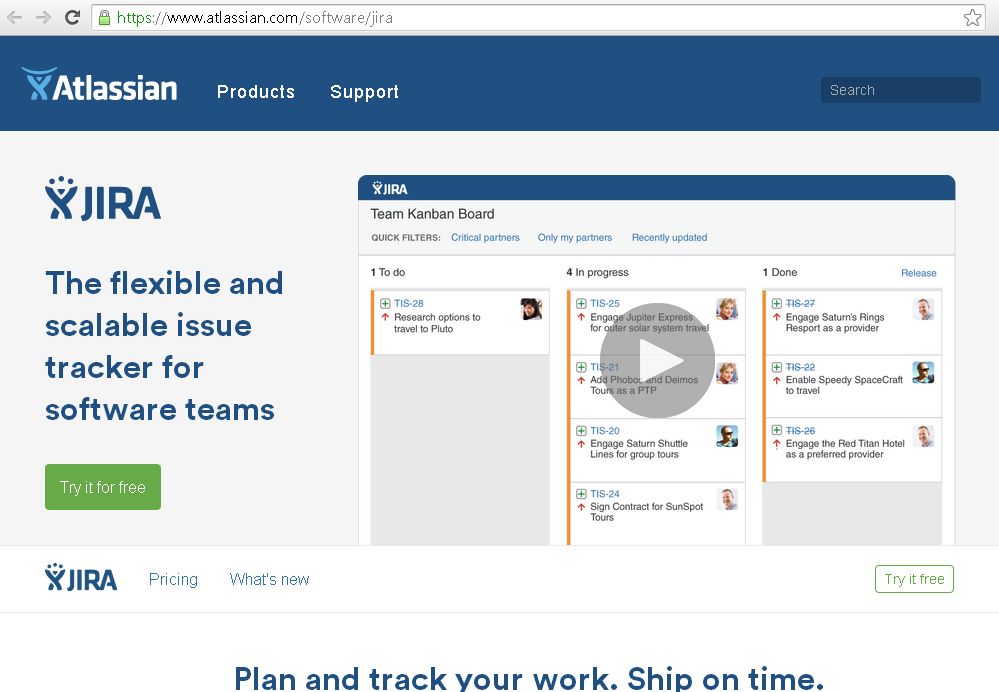 https://www.atlassian.com/software/jira
Atlassian
Products
Support
Search
JIRA
The flexible and
scalable issue
tracker for
software teams
Try it for free
JIRA
Team Kanban Board
QUICK FILTERS: Critical partners Only my partners Recently updated
1 To do
TIS-28
Research options to
travel to Pluto
4 In progress
TIS-25
Engage Jupiter Express
for outer solar system travel
TIS-21
Add Phobos and Deimos
Tours as a PTP
TIS-20
Engage Saturn Shuttle
Lines for group tours
TIS-24
Sign Contract for SunSpot
Tours
1 Done
Release
TIS-27
Engage Saturn's Rings
Resport as a provider
TIS-22
Enable Speedy SpaceCraft
to travel
TIS-26
Engage the Red Titan Hotel
as a preferred provider
JIRA
Pricing
What's new
Try it free
Plan and track your work. Ship on time.